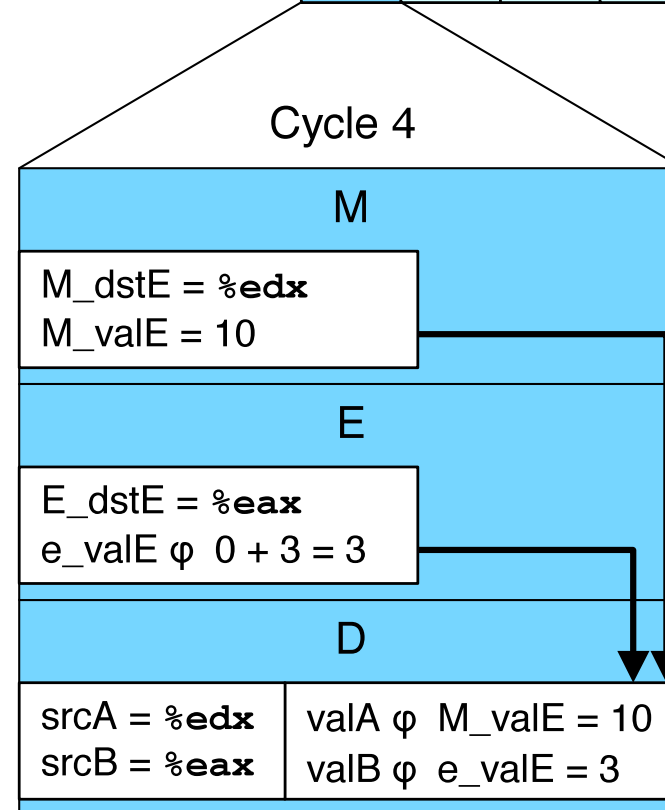 Cycle 4
M
M_dstE = %edx
M_valE = 10
E
E_dstE = %eax
e_valE φ 0 + 3 = 3
D
srcA = %edx
srcB = %eax
valA φ M_valE = 10
valB φ e_valE = 3